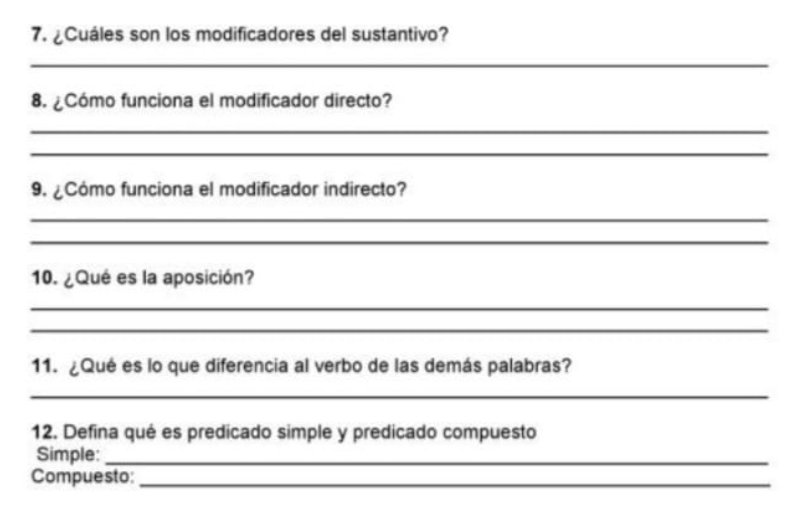 7. ¿Cuáles son los modificadores del sustantivo?
8. ¿Cómo funciona el modificador directo?
9. ¿Cómo funciona el modificador indirecto?
10. ¿Qué es la aposición?
11. ¿Qué es lo que diferencia al verbo de las demás palabras?
12. Defina qué es predicado simple y predicado compuesto
Simple:
Compuesto: